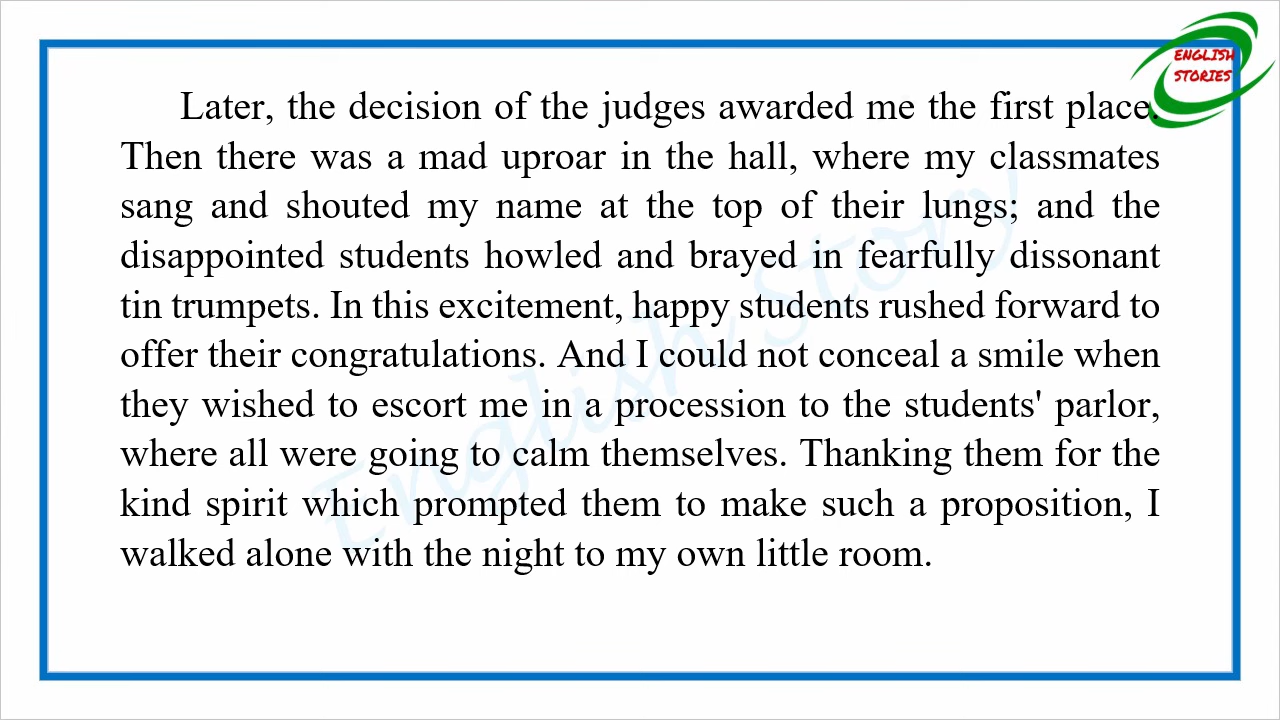 ENGLISH
STORIES
Later, the decision of the judges awarded me the first place.
Then there was a mad uproar in the hall, where my classmates
sang and shouted my name at the top of their lungs; and the
disappointed students howled and brayed in fearfully dissonant
tin trumpets. In this excitement, happy students rushed forward to
offer their congratulations. And I could not conceal a smile when
they wished to escort me in a procession to the students' parlor,
where all were going to calm themselves. Thanking them for the
kind spirit which prompted them to make such a proposition, I
walked alone with the night to my own little room.
English Story